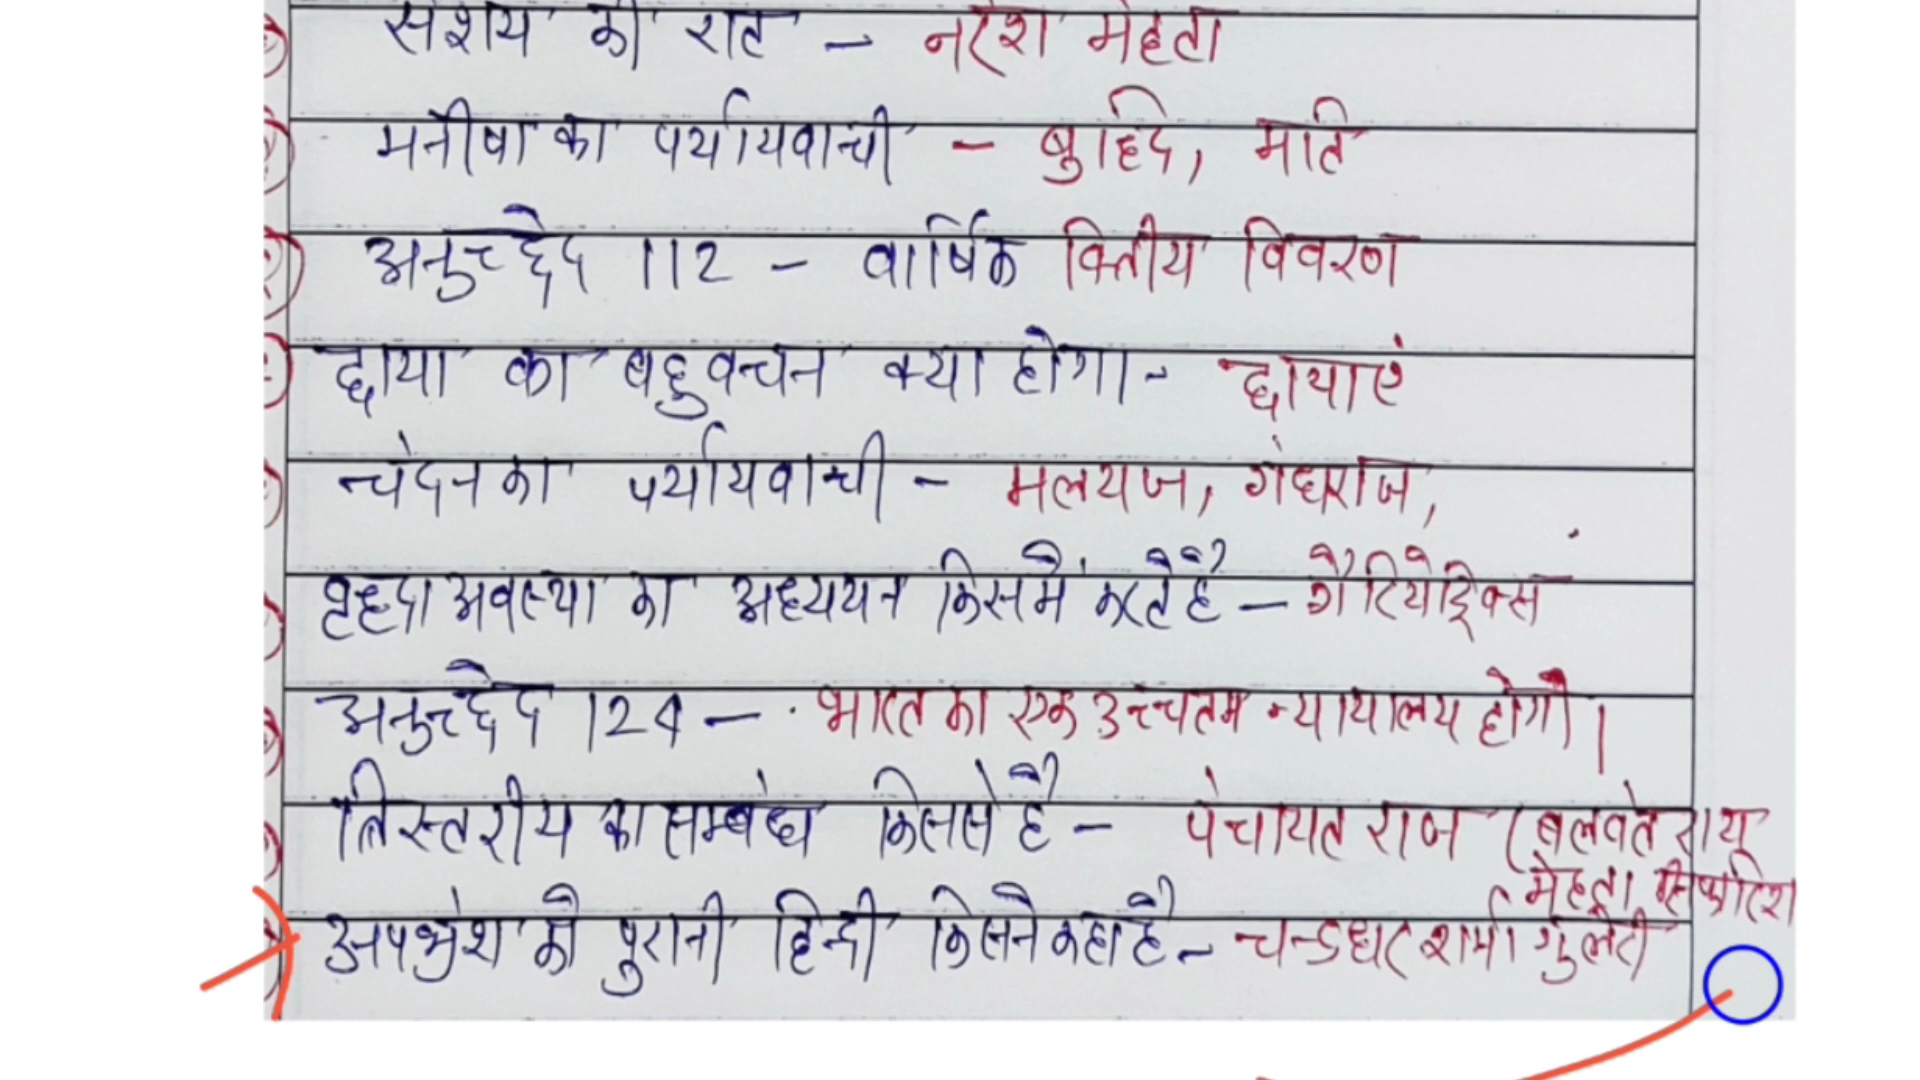 संशय की रात - नरेश मेहता
मनीषा का पर्यायवाची - बुद्धि, मति
अनुच्छेद 112 - वार्षिक वित्तीय विवरण
छाया का बहुवचन क्या होगा - छायाएं
चंदन का पर्यायवाची - मलयज, गंधराज,
वृद्धा अवस्था का अध्ययन किसमें करते है - गैरियोट्रिक्स
अनुच्छेद 124 - भारत का एक उच्चतम न्यायालय होगा।
त्रिस्तरीय का सम्बंध किससे है - पंचायत राज (बलवंत राय
मेहता सिफारिश
अपभ्रंश को पुरानी हिन्दी किसने कहा है - चन्द्रधर शर्मा गुलेरी